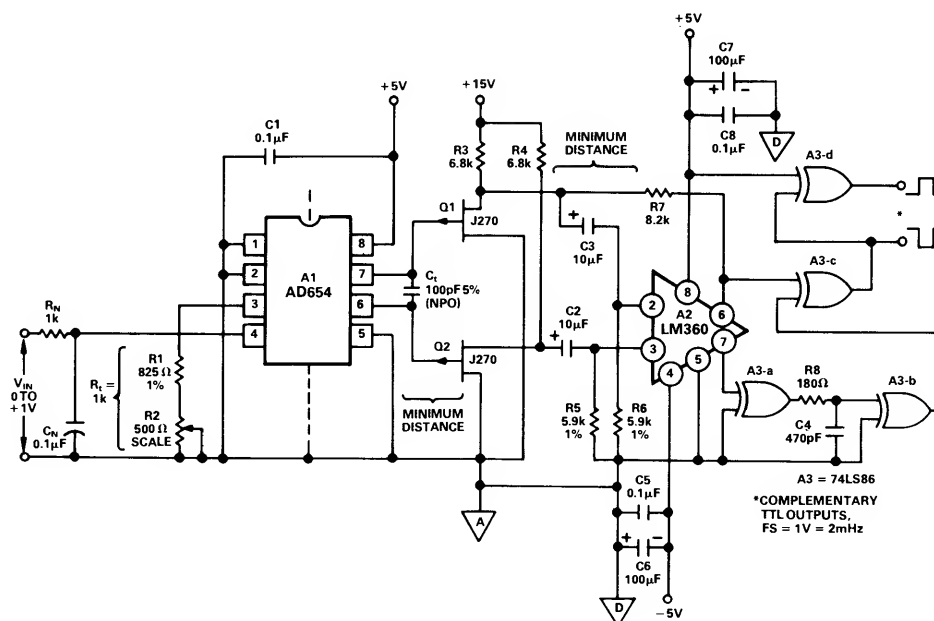 +5V
C7
100µF
+ −
C8
0.1µF
D
+5V
+15V
C1
0.1µF
R3
6.8k
R4
6.8k
MINIMUM
DISTANCE
A3-d
*
R7
8.2k
Q1
J270
+
C3
10µF
A3-c
1
2
3
4
8
7
6
5
A1
AD654
Ct
100pF 5%
(NPO)
2
8
A2
LM360
6
7
3
5
4
RN
1k
VIN
0 TO
+1V
Rt =
1k
R1
825Ω
1%
R2
500Ω
SCALE
CN
0.1µF
Q2
J270
C2
+
10µF
MINIMUM
DISTANCE
R5
5.9k
1%
R6
5.9k
1%
A3-a
R8
180Ω
A3-b
C4
470pF
A3 = 74LS86
*COMPLEMENTARY
TTL OUTPUTS,
FS = 1V = 2mHz
A
C5
0.1µF
+ −
C6
100µF
D
−5V